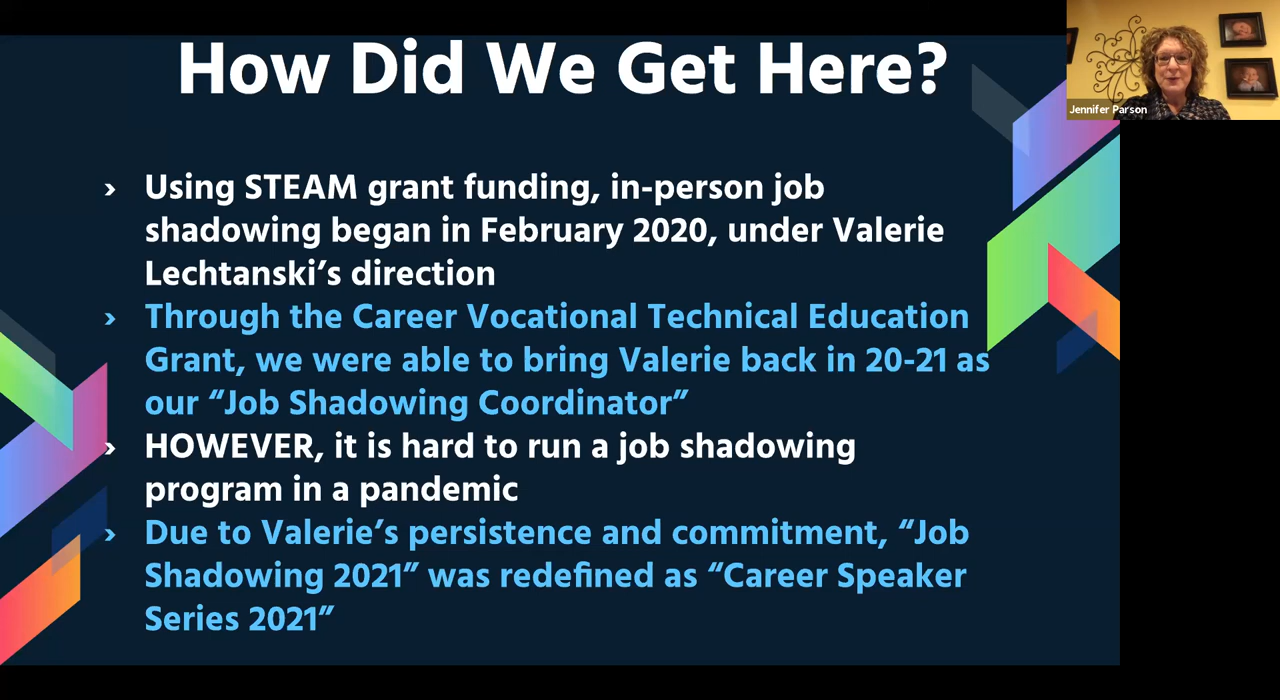 How Did We Get Here?
Jennifer Parson
› Using STEAM grant funding, in-person job
shadowing began in February 2020, under Valerie
Lechtanski’s direction
› Through the Career Vocational Technical Education
Grant, we were able to bring Valerie back in 20-21 as
our “Job Shadowing Coordinator”
› HOWEVER, it is hard to run a job shadowing
program in a pandemic
› Due to Valerie’s persistence and commitment, “Job
Shadowing 2021” was redefined as “Career Speaker
Series 2021”